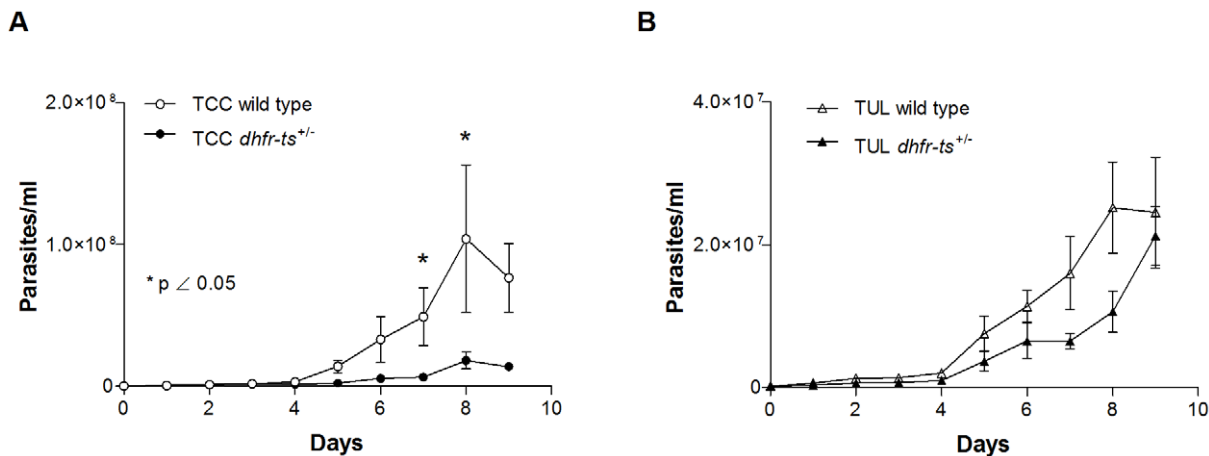 A
TCC wild type
TCC dhfr-ts+/-
2.0×10⁸
1.0×10⁸
0
Parasites/ml
*
*
* p ∠ 0.05
0 2 4 6 8 10
Days
B
TUL wild type
TUL dhfr-ts+/-
4.0×10⁷
2.0×10⁷
0
Parasites/ml
0 2 4 6 8 10
Days